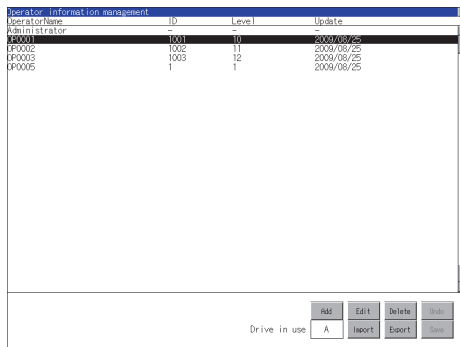 Operator information management
OperatorName ID Level Update
Administrator - - -
OP0001 1001 10 2009/08/25
OP0002 1002 11 2009/08/25
OP0003 1003 12 2009/08/25
OP0005 1 1 2009/08/25
Add Edit Delete Undo
Drive in use A Import Export Save